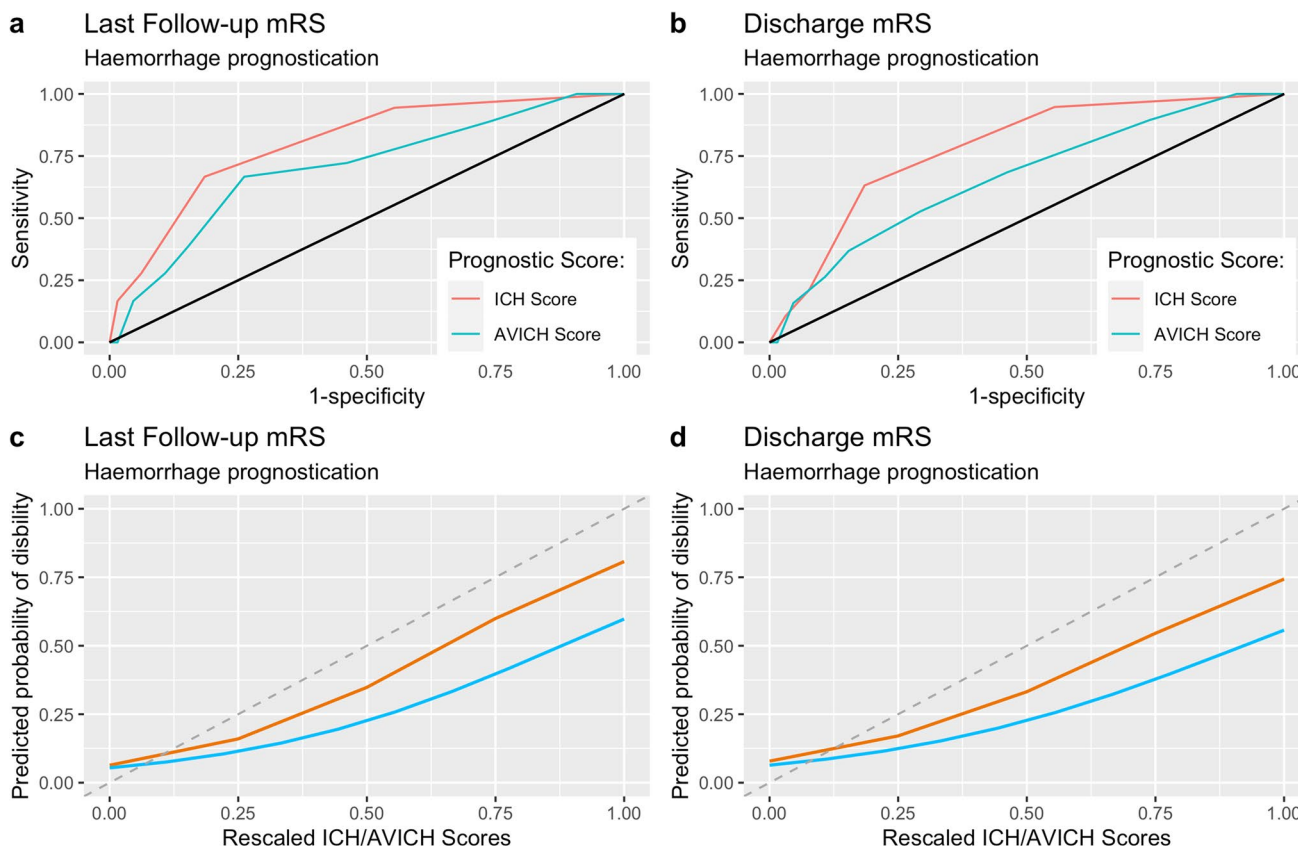 a Last Follow-up mRS
Haemorrhage prognostication
1.00
0.75
0.50
0.25
0.00
Sensitivity
Prognostic Score:
ICH Score
AVICH Score
0.00 0.25 0.50 0.75 1.00
1-specificity
b Discharge mRS
Haemorrhage prognostication
1.00
0.75
0.50
0.25
0.00
Sensitivity
Prognostic Score:
ICH Score
AVICH Score
0.00 0.25 0.50 0.75 1.00
1-specificity
c Last Follow-up mRS
Haemorrhage prognostication
1.00
0.75
0.50
0.25
0.00
Predicted probability of disbility
0.00 0.25 0.50 0.75 1.00
Rescaled ICH/AVICH Scores
d Discharge mRS
Haemorrhage prognostication
1.00
0.75
0.50
0.25
0.00
Predicted probability of disbility
0.00 0.25 0.50 0.75 1.00
Rescaled ICH/AVICH Scores